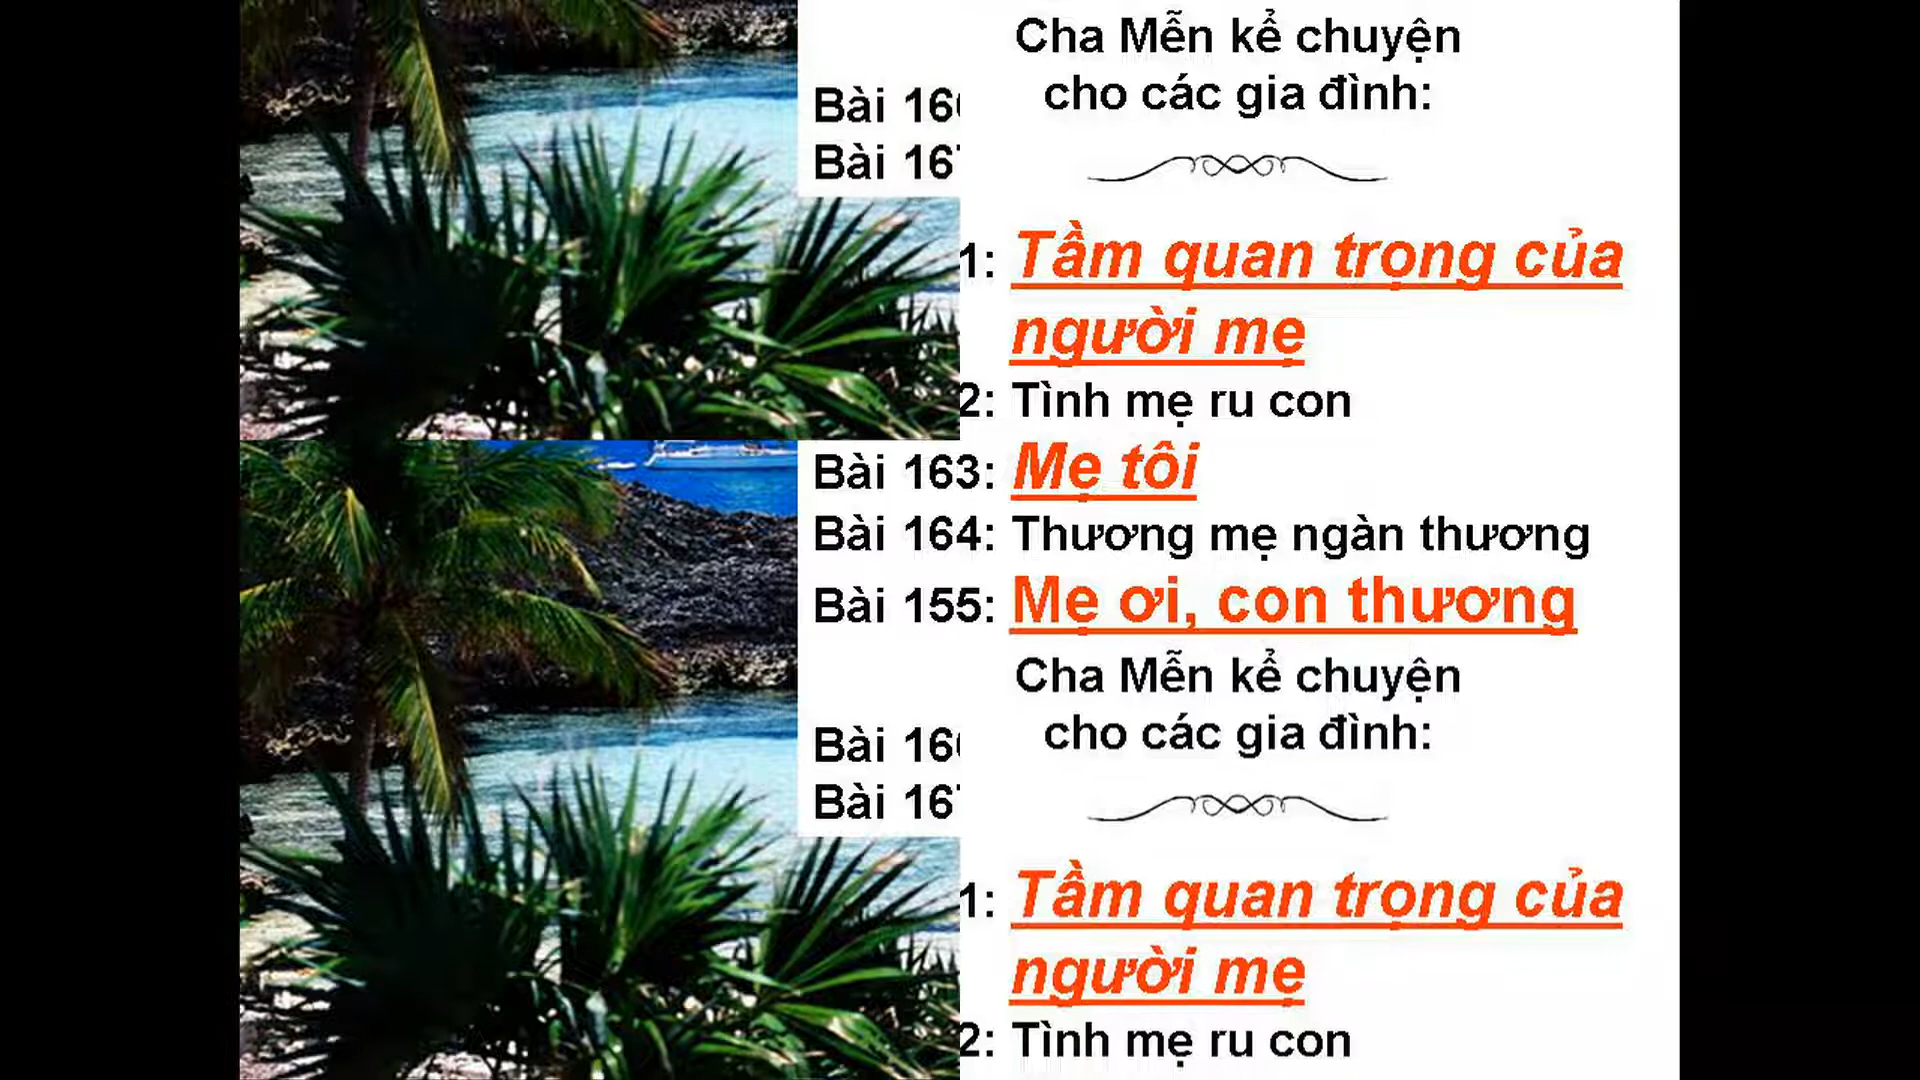 Cha Mễn kể chuyện
cho các gia đình:
Bài 16
Bài 16
1: Tầm quan trọng của
người mẹ
2: Tình mẹ ru con
Bài 163: Mẹ tôi
Bài 164: Thương mẹ ngàn thương
Bài 155: Mẹ ơi, con thương
Cha Mễn kể chuyện
cho các gia đình:
Bài 16
Bài 16
1: Tầm quan trọng của
người mẹ
2: Tình mẹ ru con